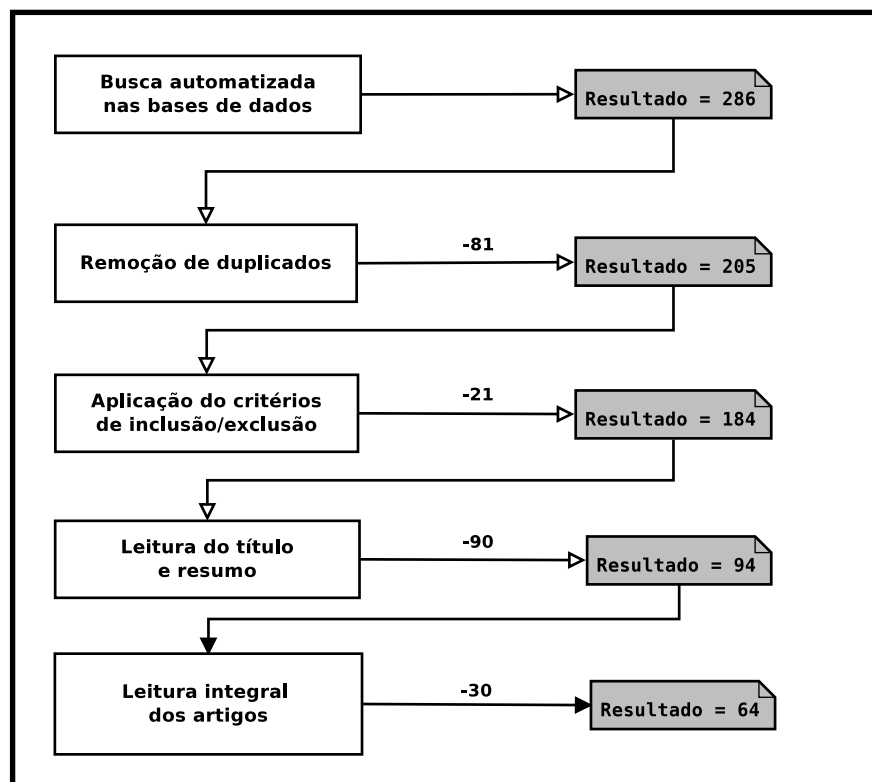 Busca automatizada
nas bases de dados
Resultado = 286
Remoção de duplicados
-81
Resultado = 205
Aplicação do critérios
de inclusão/exclusão
-21
Resultado = 184
Leitura do título
e resumo
-90
Resultado = 94
Leitura integral
dos artigos
-30
Resultado = 64